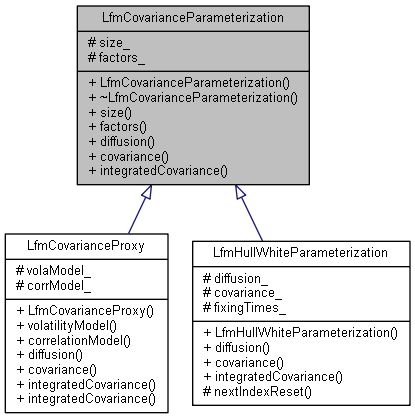 LfmCovarianceParameterization
# size_
# factors_
+ LfmCovarianceParameterization()
+ ~LfmCovarianceParameterization()
+ size()
+ factors()
+ diffusion()
+ covariance()
+ integratedCovariance()
LfmCovarianceProxy
# volaModel_
# corrModel_
+ LfmCovarianceProxy()
+ volatilityModel()
+ correlationModel()
+ diffusion()
+ covariance()
+ integratedCovariance()
+ integratedCovariance()
LfmHullWhiteParameterization
# diffusion_
# covariance_
# fixingTimes_
+ LfmHullWhiteParameterization()
+ diffusion()
+ covariance()
+ integratedCovariance()
# nextIndexReset()